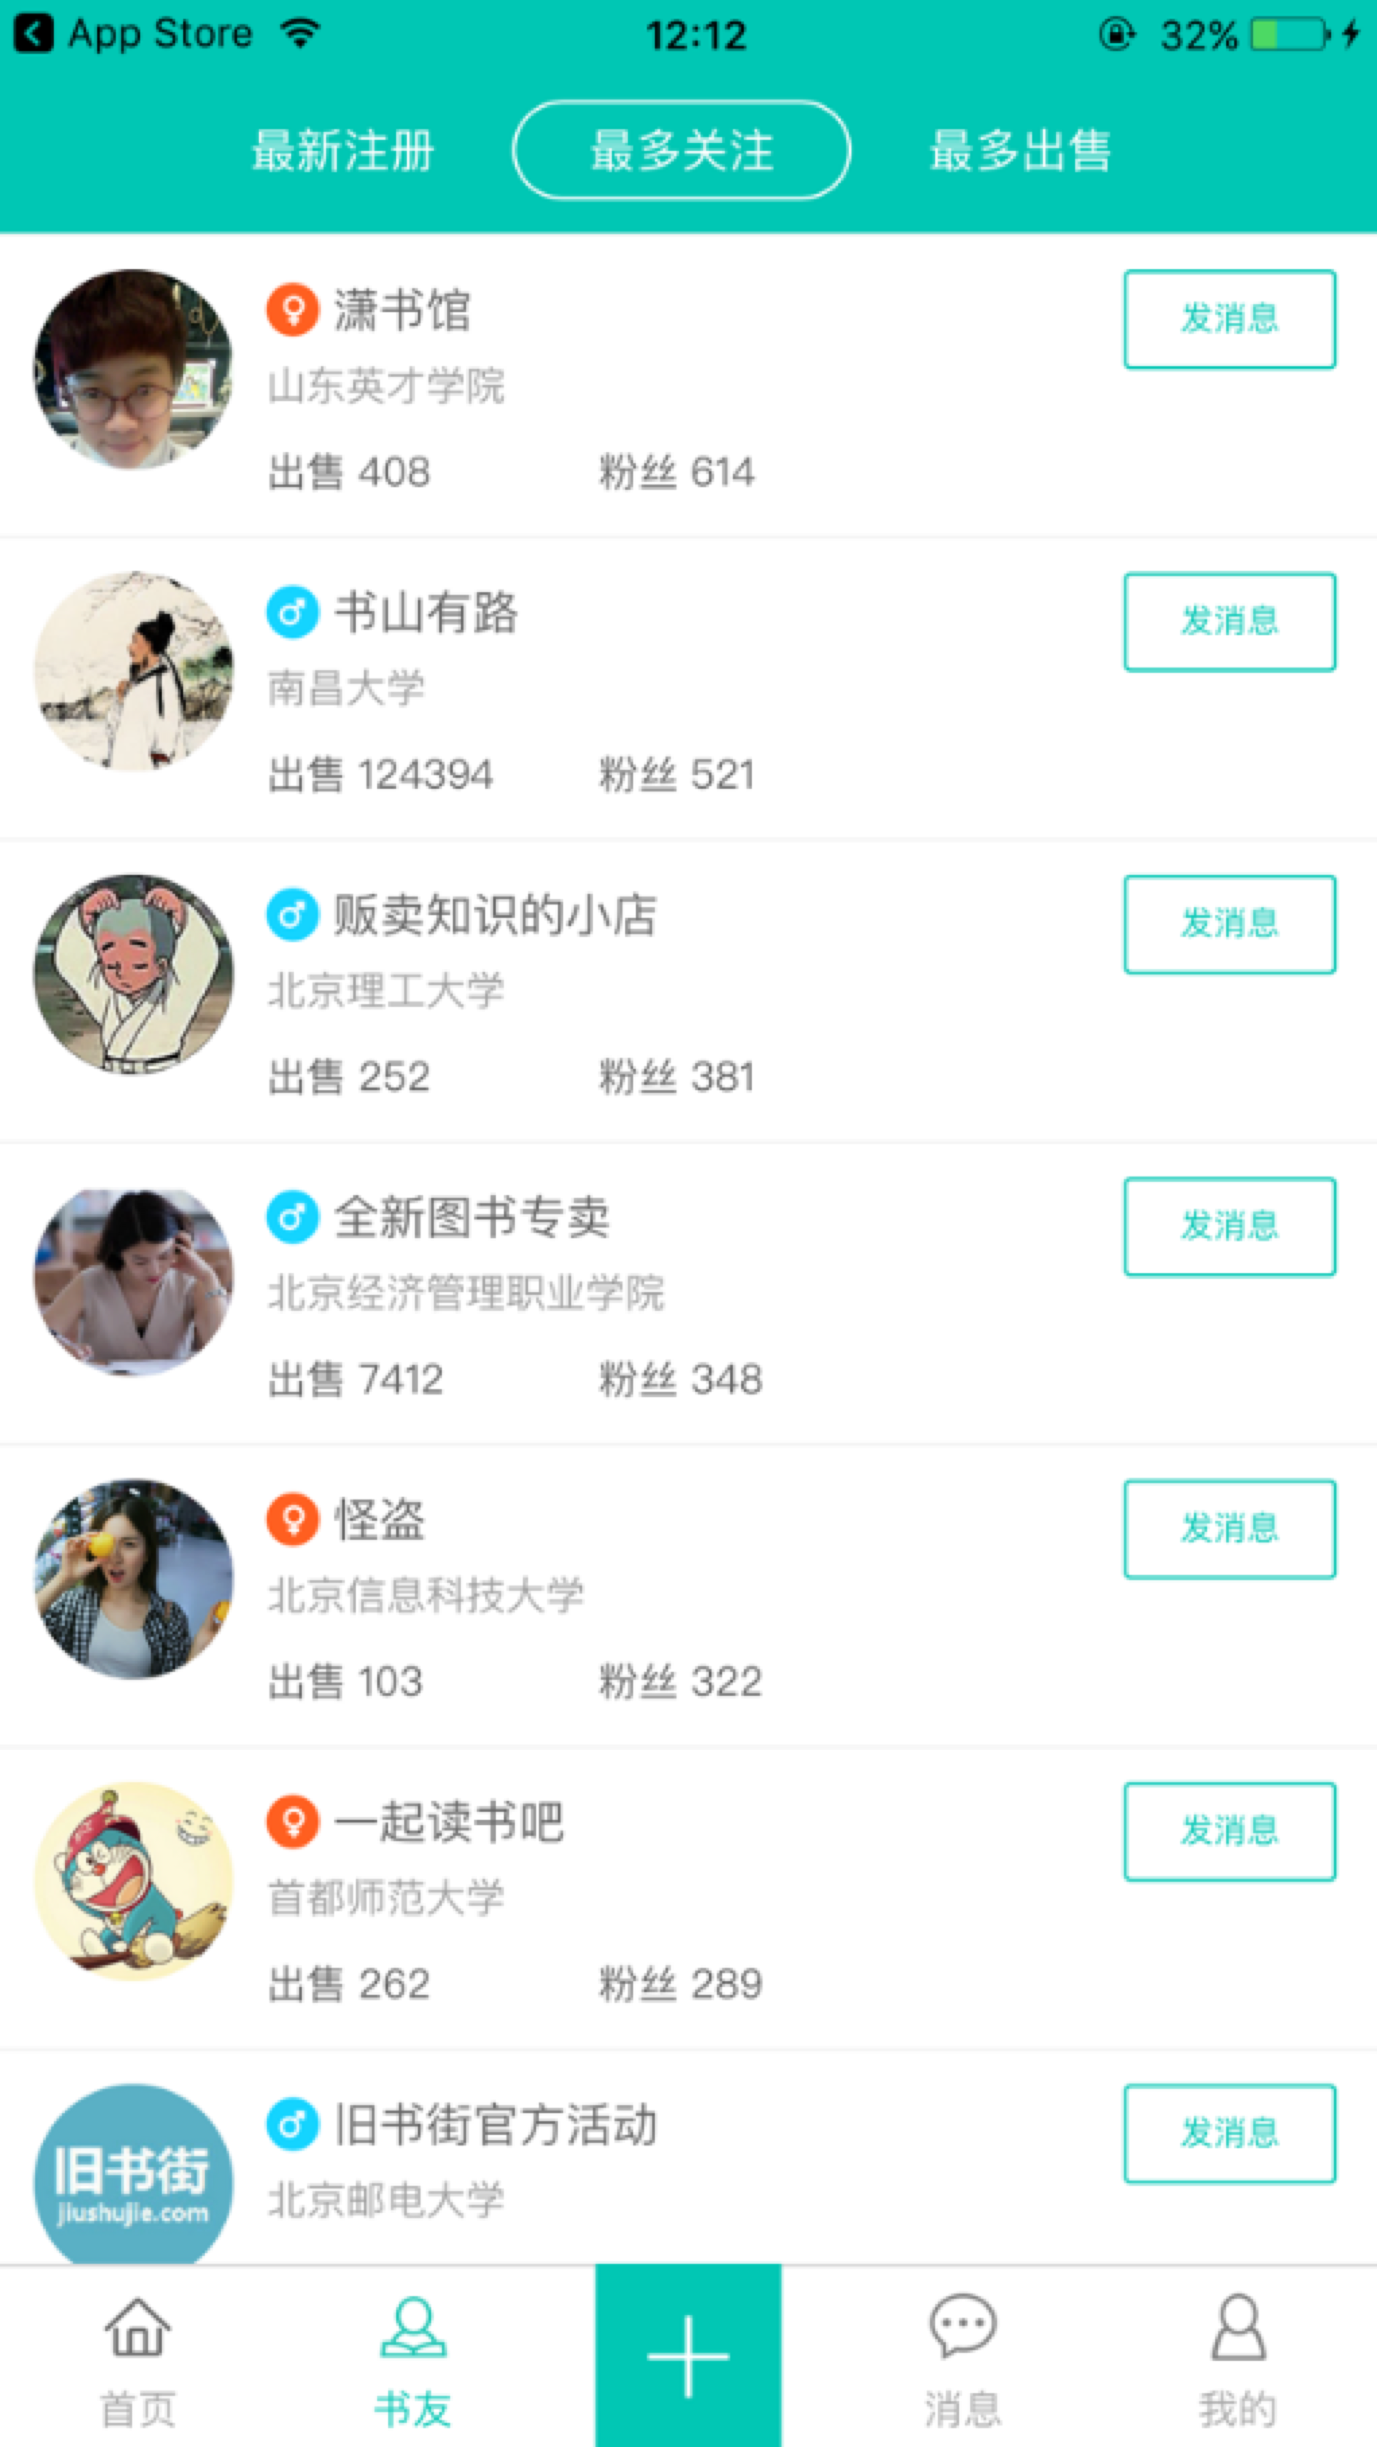 App Store 12:12 32%
最新注册 最多关注 最多出售
潇书馆 发消息
山东英才学院
出售 408 粉丝 614
书山有路 发消息
南昌大学
出售 124394 粉丝 521
贩卖知识的小店 发消息
北京理工大学
出售 252 粉丝 381
全新图书专卖 发消息
北京经济管理职业学院
出售 7412 粉丝 348
怪盗 发消息
北京信息科技大学
出售 103 粉丝 322
一起读书吧 发消息
首都师范大学
出售 262 粉丝 289
旧书街官方活动 发消息
北京邮电大学
旧书街
jiushujie.com
首页 书友 消息 我的